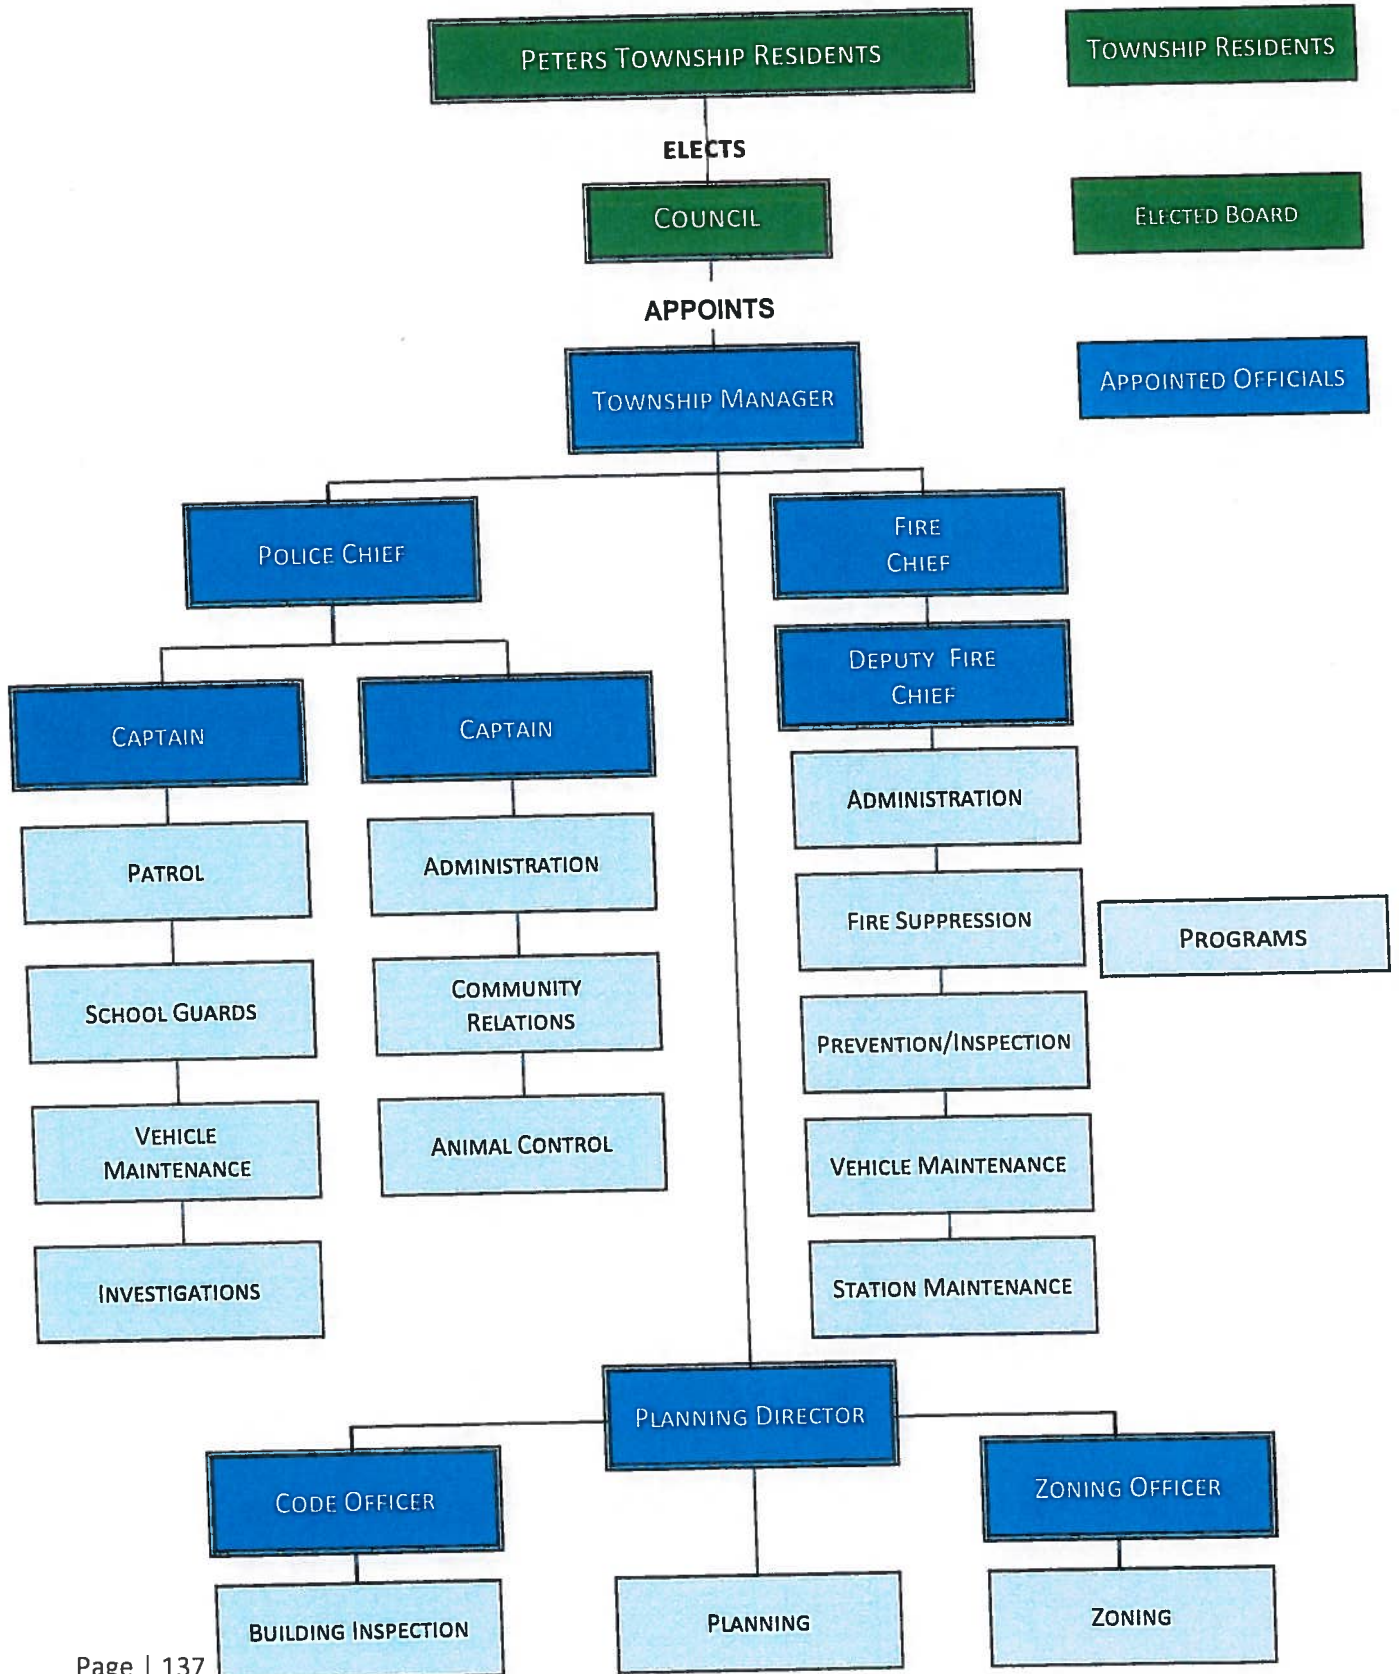 PETERS TOWNSHIP RESIDENTS
TOWNSHIP RESIDENTS
ELECTS
COUNCIL
ELECTED BOARD
APPOINTS
TOWNSHIP MANAGER
APPOINTED OFFICIALS
POLICE CHIEF
FIRE
CHIEF
DEPUTY FIRE
CHIEF
CAPTAIN
CAPTAIN
PATROL
SCHOOL GUARDS
VEHICLE
MAINTENANCE
INVESTIGATIONS
ADMINISTRATION
COMMUNITY
RELATIONS
ANIMAL CONTROL
ADMINISTRATION
FIRE SUPPRESSION
PREVENTION/INSPECTION
VEHICLE MAINTENANCE
STATION MAINTENANCE
PROGRAMS
PLANNING DIRECTOR
CODE OFFICER
ZONING OFFICER
BUILDING INSPECTION
PLANNING
ZONING
Page | 137